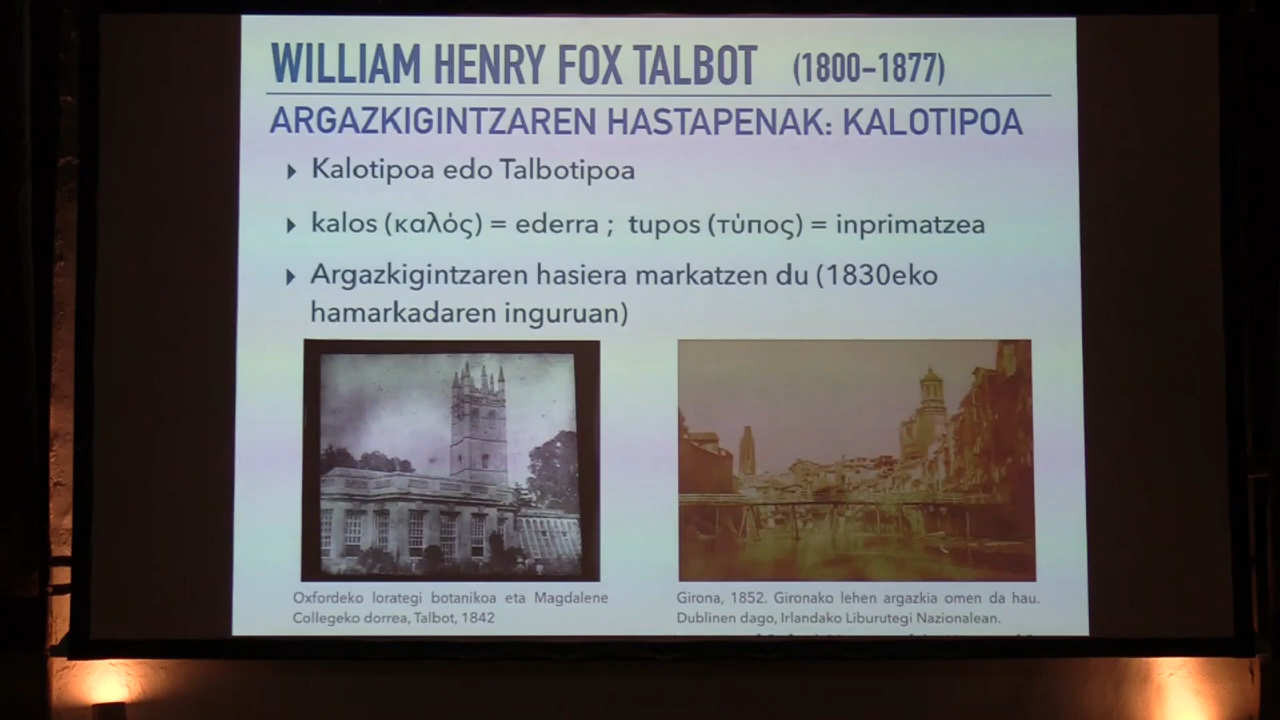 WILLIAM HENRY FOX TALBOT (1800-1877)
ARGAZKIGINTZAREN HASTAPENAK: KALOTIPOA
Kalotipoa edo Talbotipoa
kalos (καλός) = ederra ; tupos (τύπος) = inprimatzea
Argazkigintzaren hasiera markatzen du (1830eko
hamarkadaren inguruan)
Oxfordeko lorategi botanikoa eta Magdalene
Collegeko dorrea, Talbot, 1842
Girona, 1852. Gironako lehen argazkia omen da hau.
Dublinen dago, Irlandako Liburutegi Nazionalean.